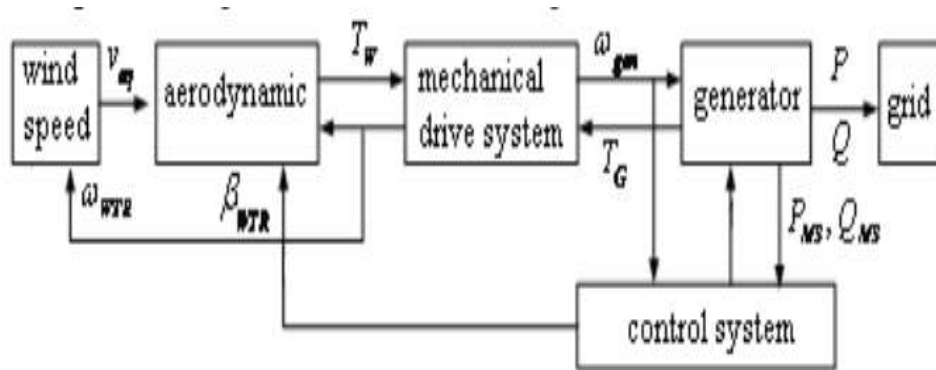 wind speed
v_eq
aerodynamic
T_W
mechanical drive system
ω_gen
T_G
generator
P
Q
grid
ω_WTR
β_WTR
P_MS, Q_MS
control system